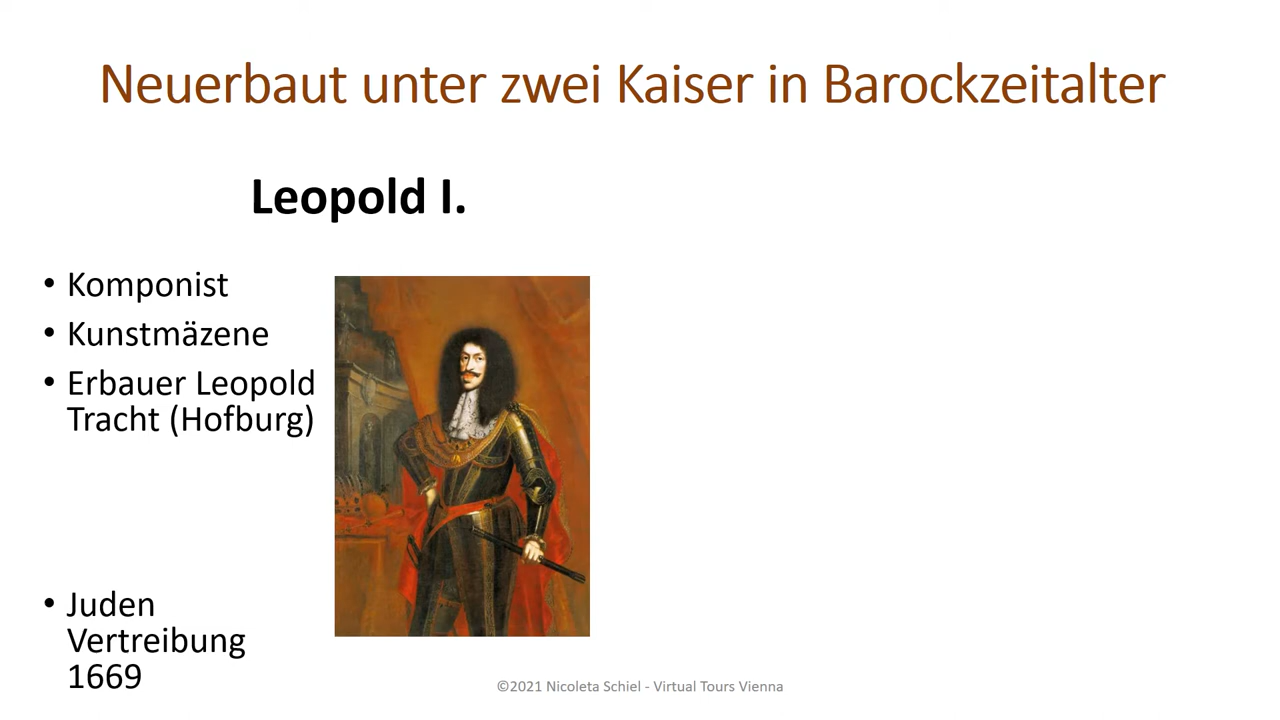 Neuerbaut unter zwei Kaiser in Barockzeitalter
Leopold I.
• Komponist
• Kunstmäzene
• Erbauer Leopold
Tracht (Hofburg)
• Juden
Vertreibung
1669
©2021 Nicoleta Schiel - Virtual Tours Vienna